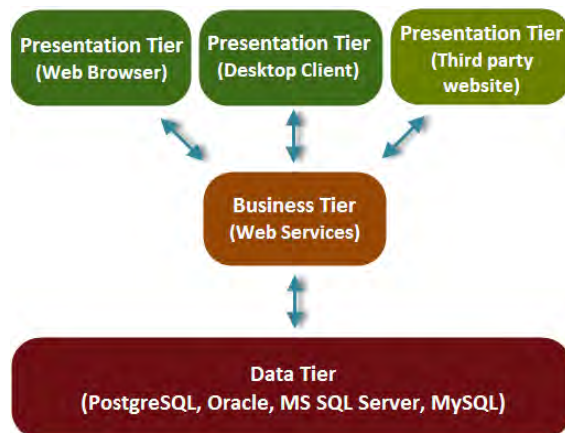 Presentation Tier
(Web Browser)
Presentation Tier
(Desktop Client)
Presentation Tier
(Third party
website)
Business Tier
(Web Services)
Data Tier
(PostgreSQL, Oracle, MS SQL Server, MySQL)